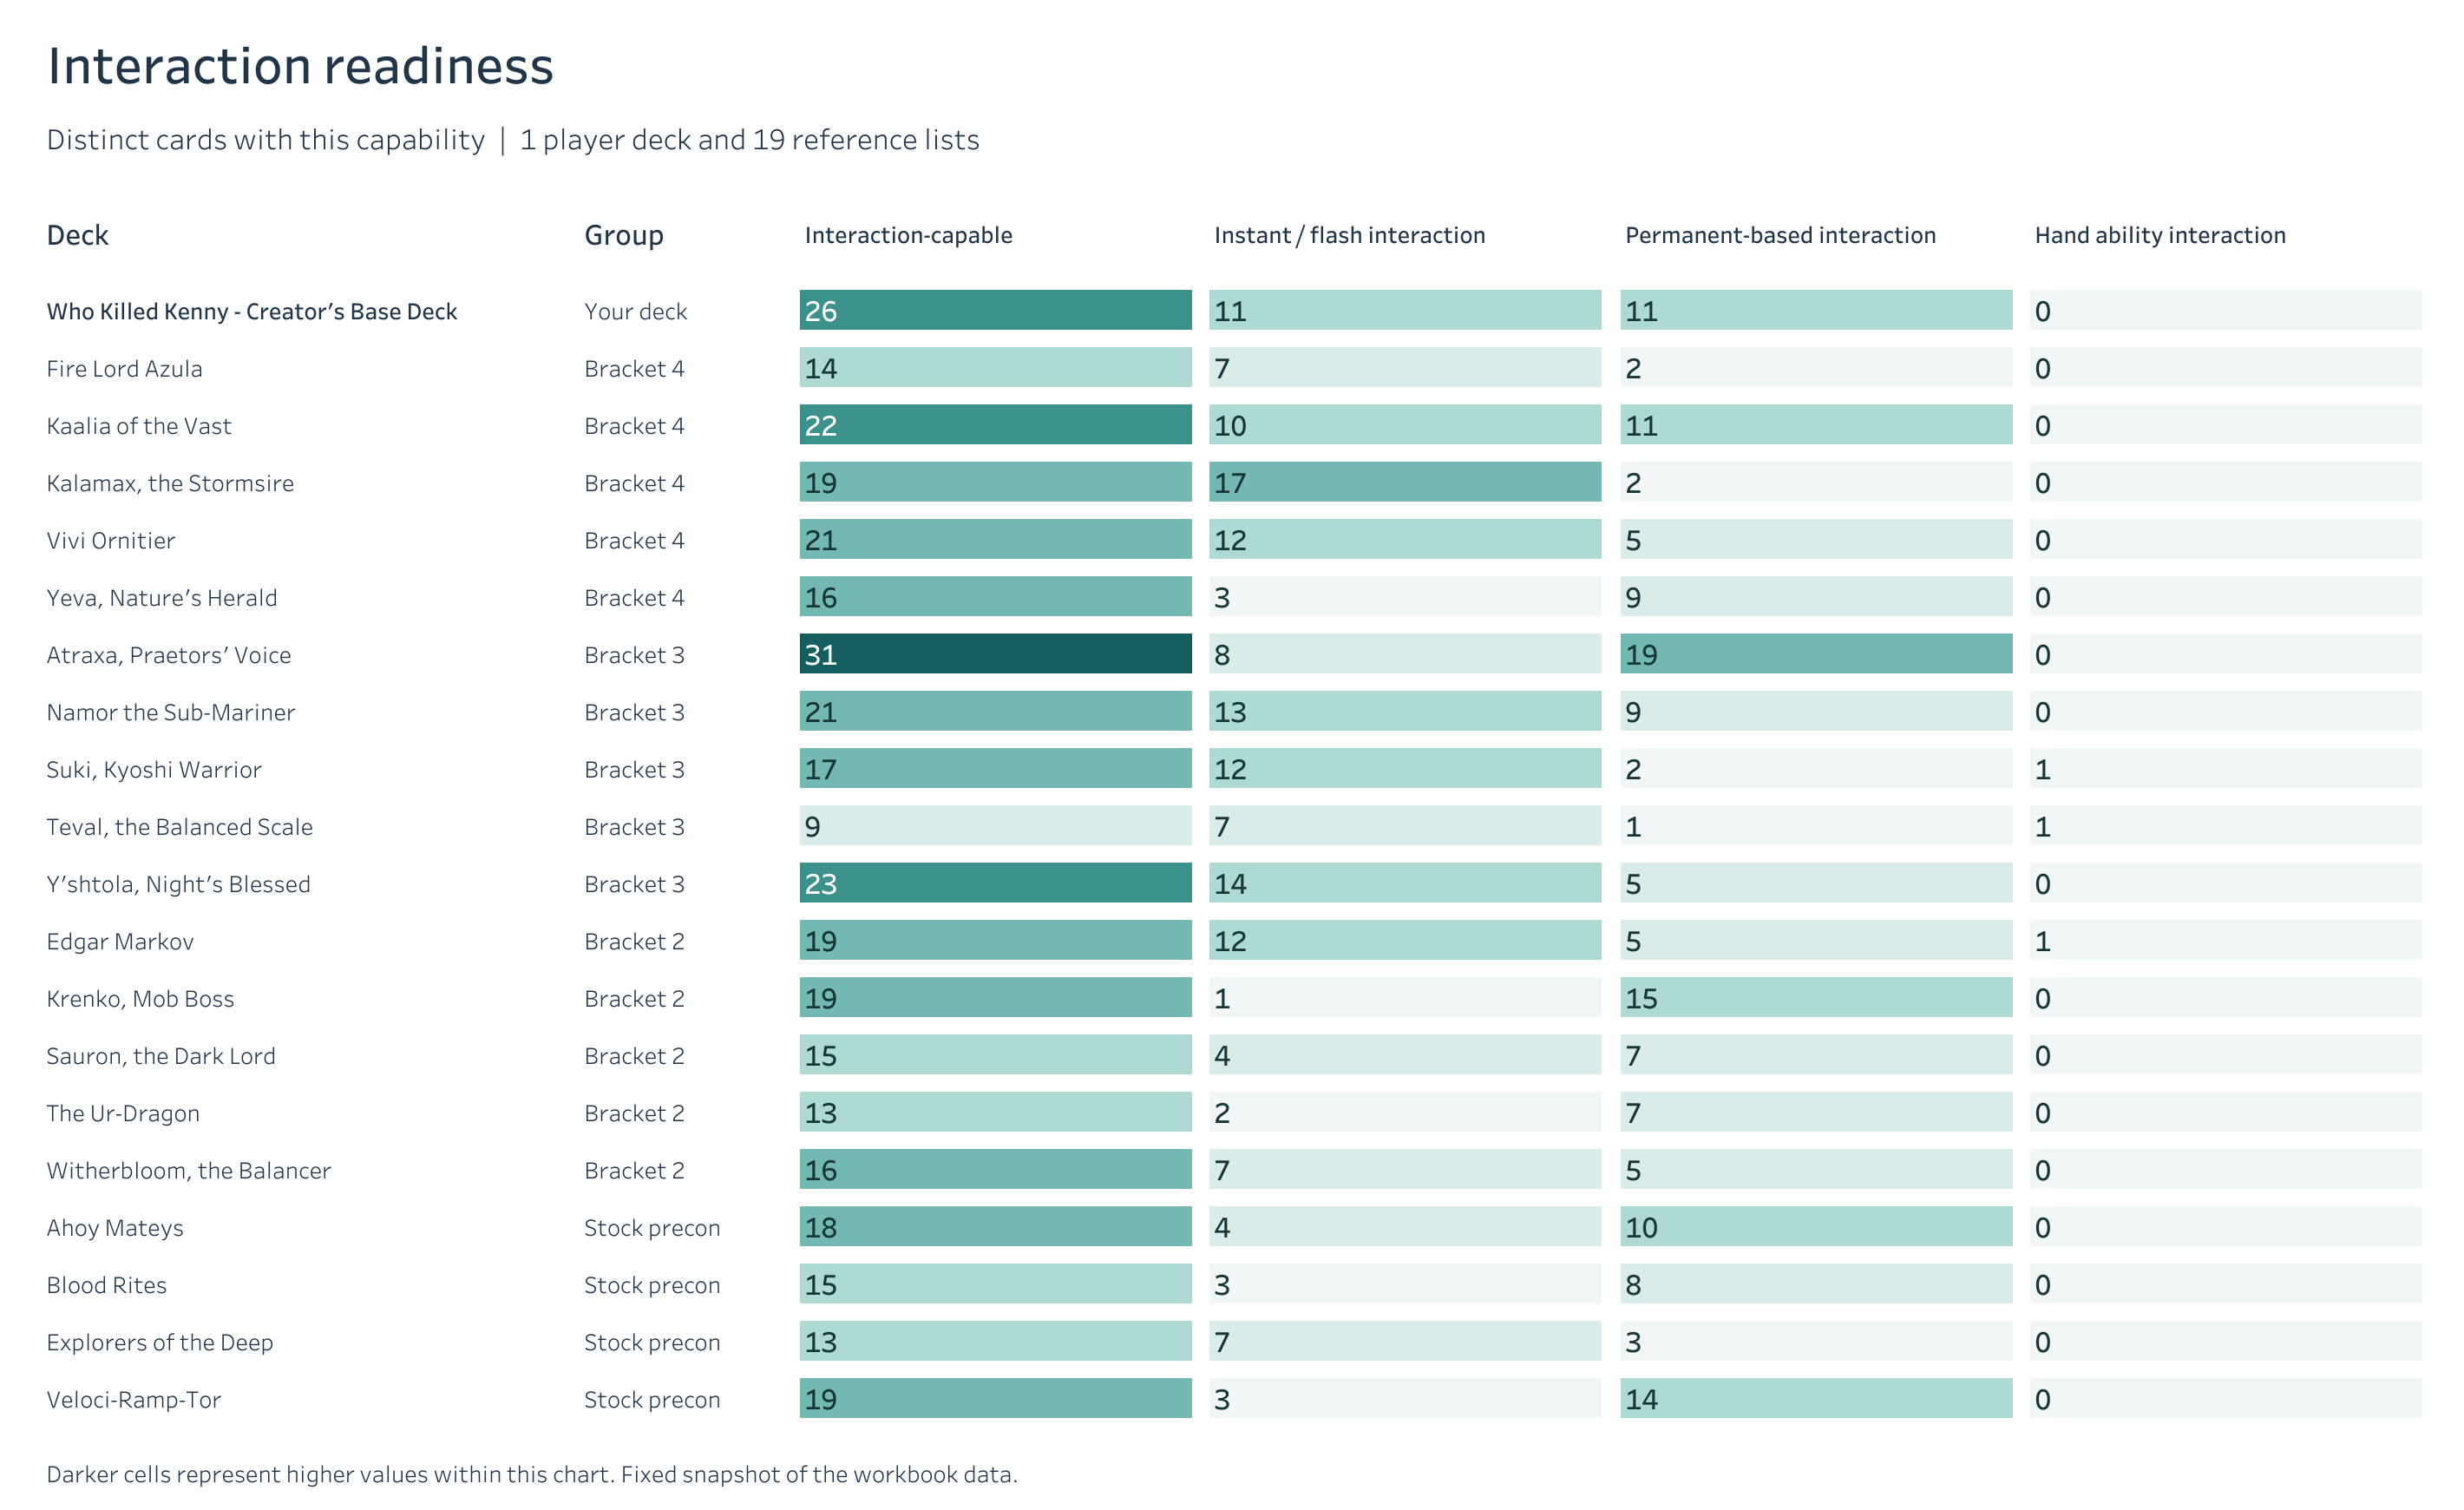 Interaction readiness
Distinct cards with this capability | 1 player deck and 19 reference lists
Deck Group Interaction-capable Instant / flash interaction Permanent-based interaction Hand ability interaction
Who Killed Kenny - Creator’s Base Deck Your deck 26 11 11 0
Fire Lord Azula Bracket 4 14 7 2 0
Kaalia of the Vast Bracket 4 22 10 11 0
Kalamax, the Stormsire Bracket 4 19 17 2 0
Vivi Ornitier Bracket 4 21 12 5 0
Yeva, Nature’s Herald Bracket 4 16 3 9 0
Atraxa, Praetors’ Voice Bracket 3 31 8 19 0
Namor the Sub-Mariner Bracket 3 21 13 9 0
Suki, Kyoshi Warrior Bracket 3 17 12 2 1
Teval, the Balanced Scale Bracket 3 9 7 1 1
Y’shtola, Night’s Blessed Bracket 3 23 14 5 0
Edgar Markov Bracket 2 19 12 5 1
Krenko, Mob Boss Bracket 2 19 1 15 0
Sauron, the Dark Lord Bracket 2 15 4 7 0
The Ur-Dragon Bracket 2 13 2 7 0
Witherbloom, the Balancer Bracket 2 16 7 5 0
Ahoy Mateys Stock precon 18 4 10 0
Blood Rites Stock precon 15 3 8 0
Explorers of the Deep Stock precon 13 7 3 0
Veloci-Ramp-Tor Stock precon 19 3 14 0
Darker cells represent higher values within this chart. Fixed snapshot of the workbook data.